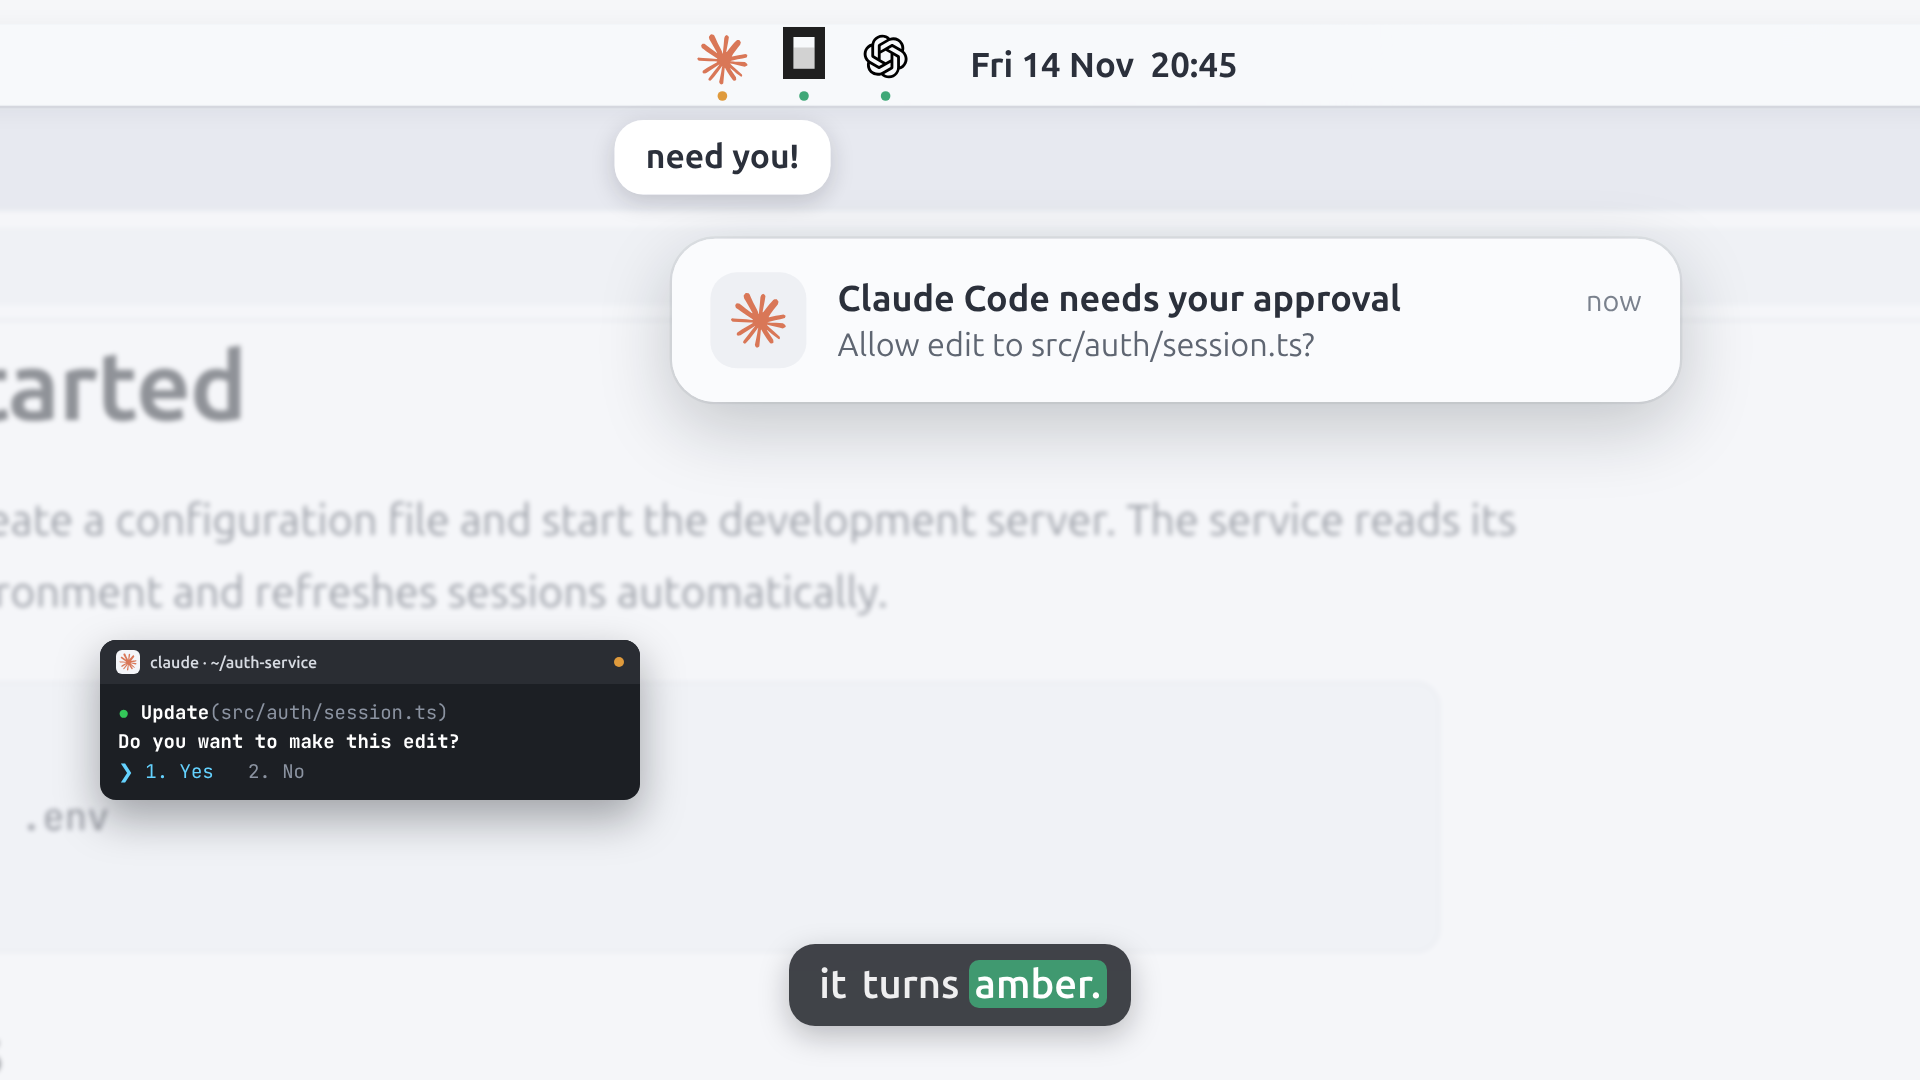 Fri 14 Nov 20:45
need you!
Claude Code needs your approval
now
Allow edit to src/auth/session.ts?
tarted
eate a configuration file and start the development server. The service reads its
ronment and refreshes sessions automatically.
claude · ~/auth-service
● Update(src/auth/session.ts)
Do you want to make this edit?
❯ 1. Yes 2. No
.env
it turns amber.